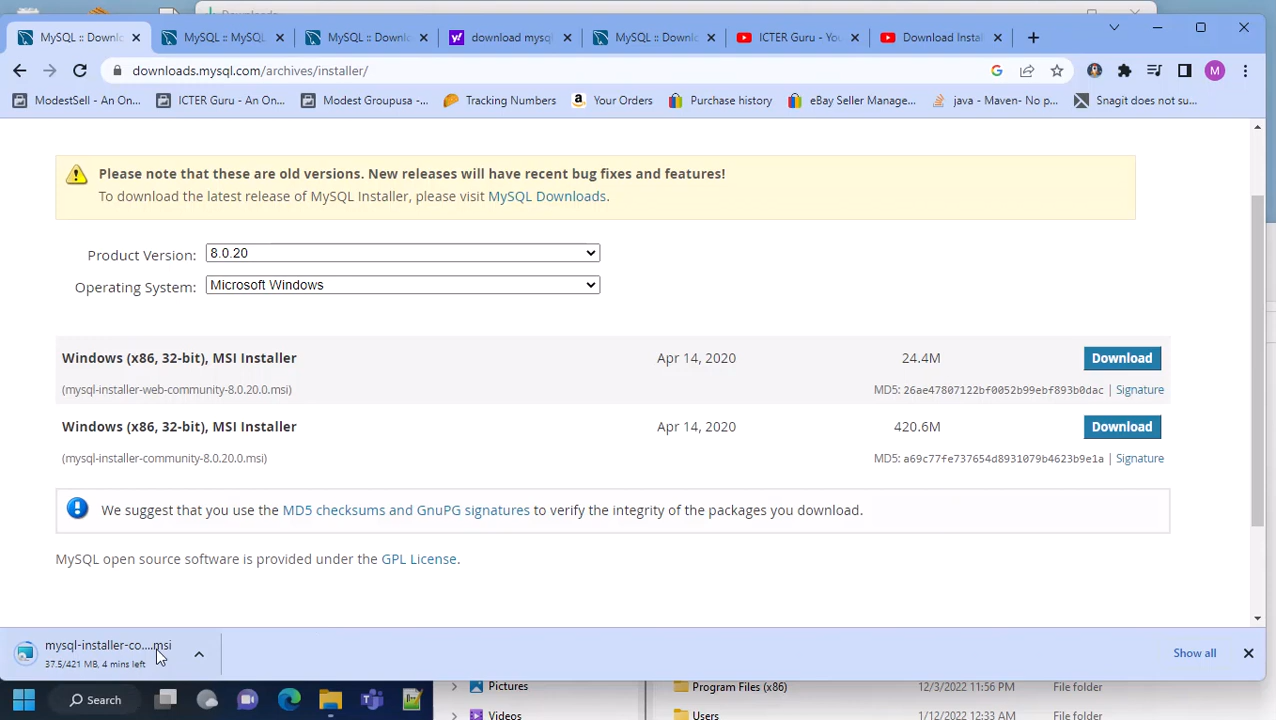 MySQL :: Downl
MySQL :: MySQL
MySQL :: Downl
download mysq
MySQL :: Downl
ICTER Guru - You
Download Instal
downloads.mysql.com/archives/installer/
M
ModestSell - An On...
ICTER Guru - An On...
Modest Groupusa -...
Tracking Numbers
Your Orders
Purchase history
eBay Seller Manage...
java - Maven- No p...
Snagit does not su...
Please note that these are old versions. New releases will have recent bug fixes and features!
To download the latest release of MySQL Installer, please visit MySQL Downloads.
Product Version: 8.0.20
Operating System: Microsoft Windows
Windows (x86, 32-bit), MSI Installer Apr 14, 2020 24.4M Download
(mysql-installer-web-community-8.0.20.0.msi) MD5: 26ae47807122bf0052b99ebf893b0dac | Signature
Windows (x86, 32-bit), MSI Installer Apr 14, 2020 420.6M Download
(mysql-installer-community-8.0.20.0.msi) MD5: a69c77fe737654d8931079b4623b9e1a | Signature
We suggest that you use the MD5 checksums and GnuPG signatures to verify the integrity of the packages you download.
MySQL open source software is provided under the GPL License.
mysql-installer-co....msi
37.5/421 MB, 4 mins left
Show all
Search
Pictures
Program Files (x86) 12/3/2022 11:56 PM File folder
Videos
Users 1/12/2022 12:33 AM File folder